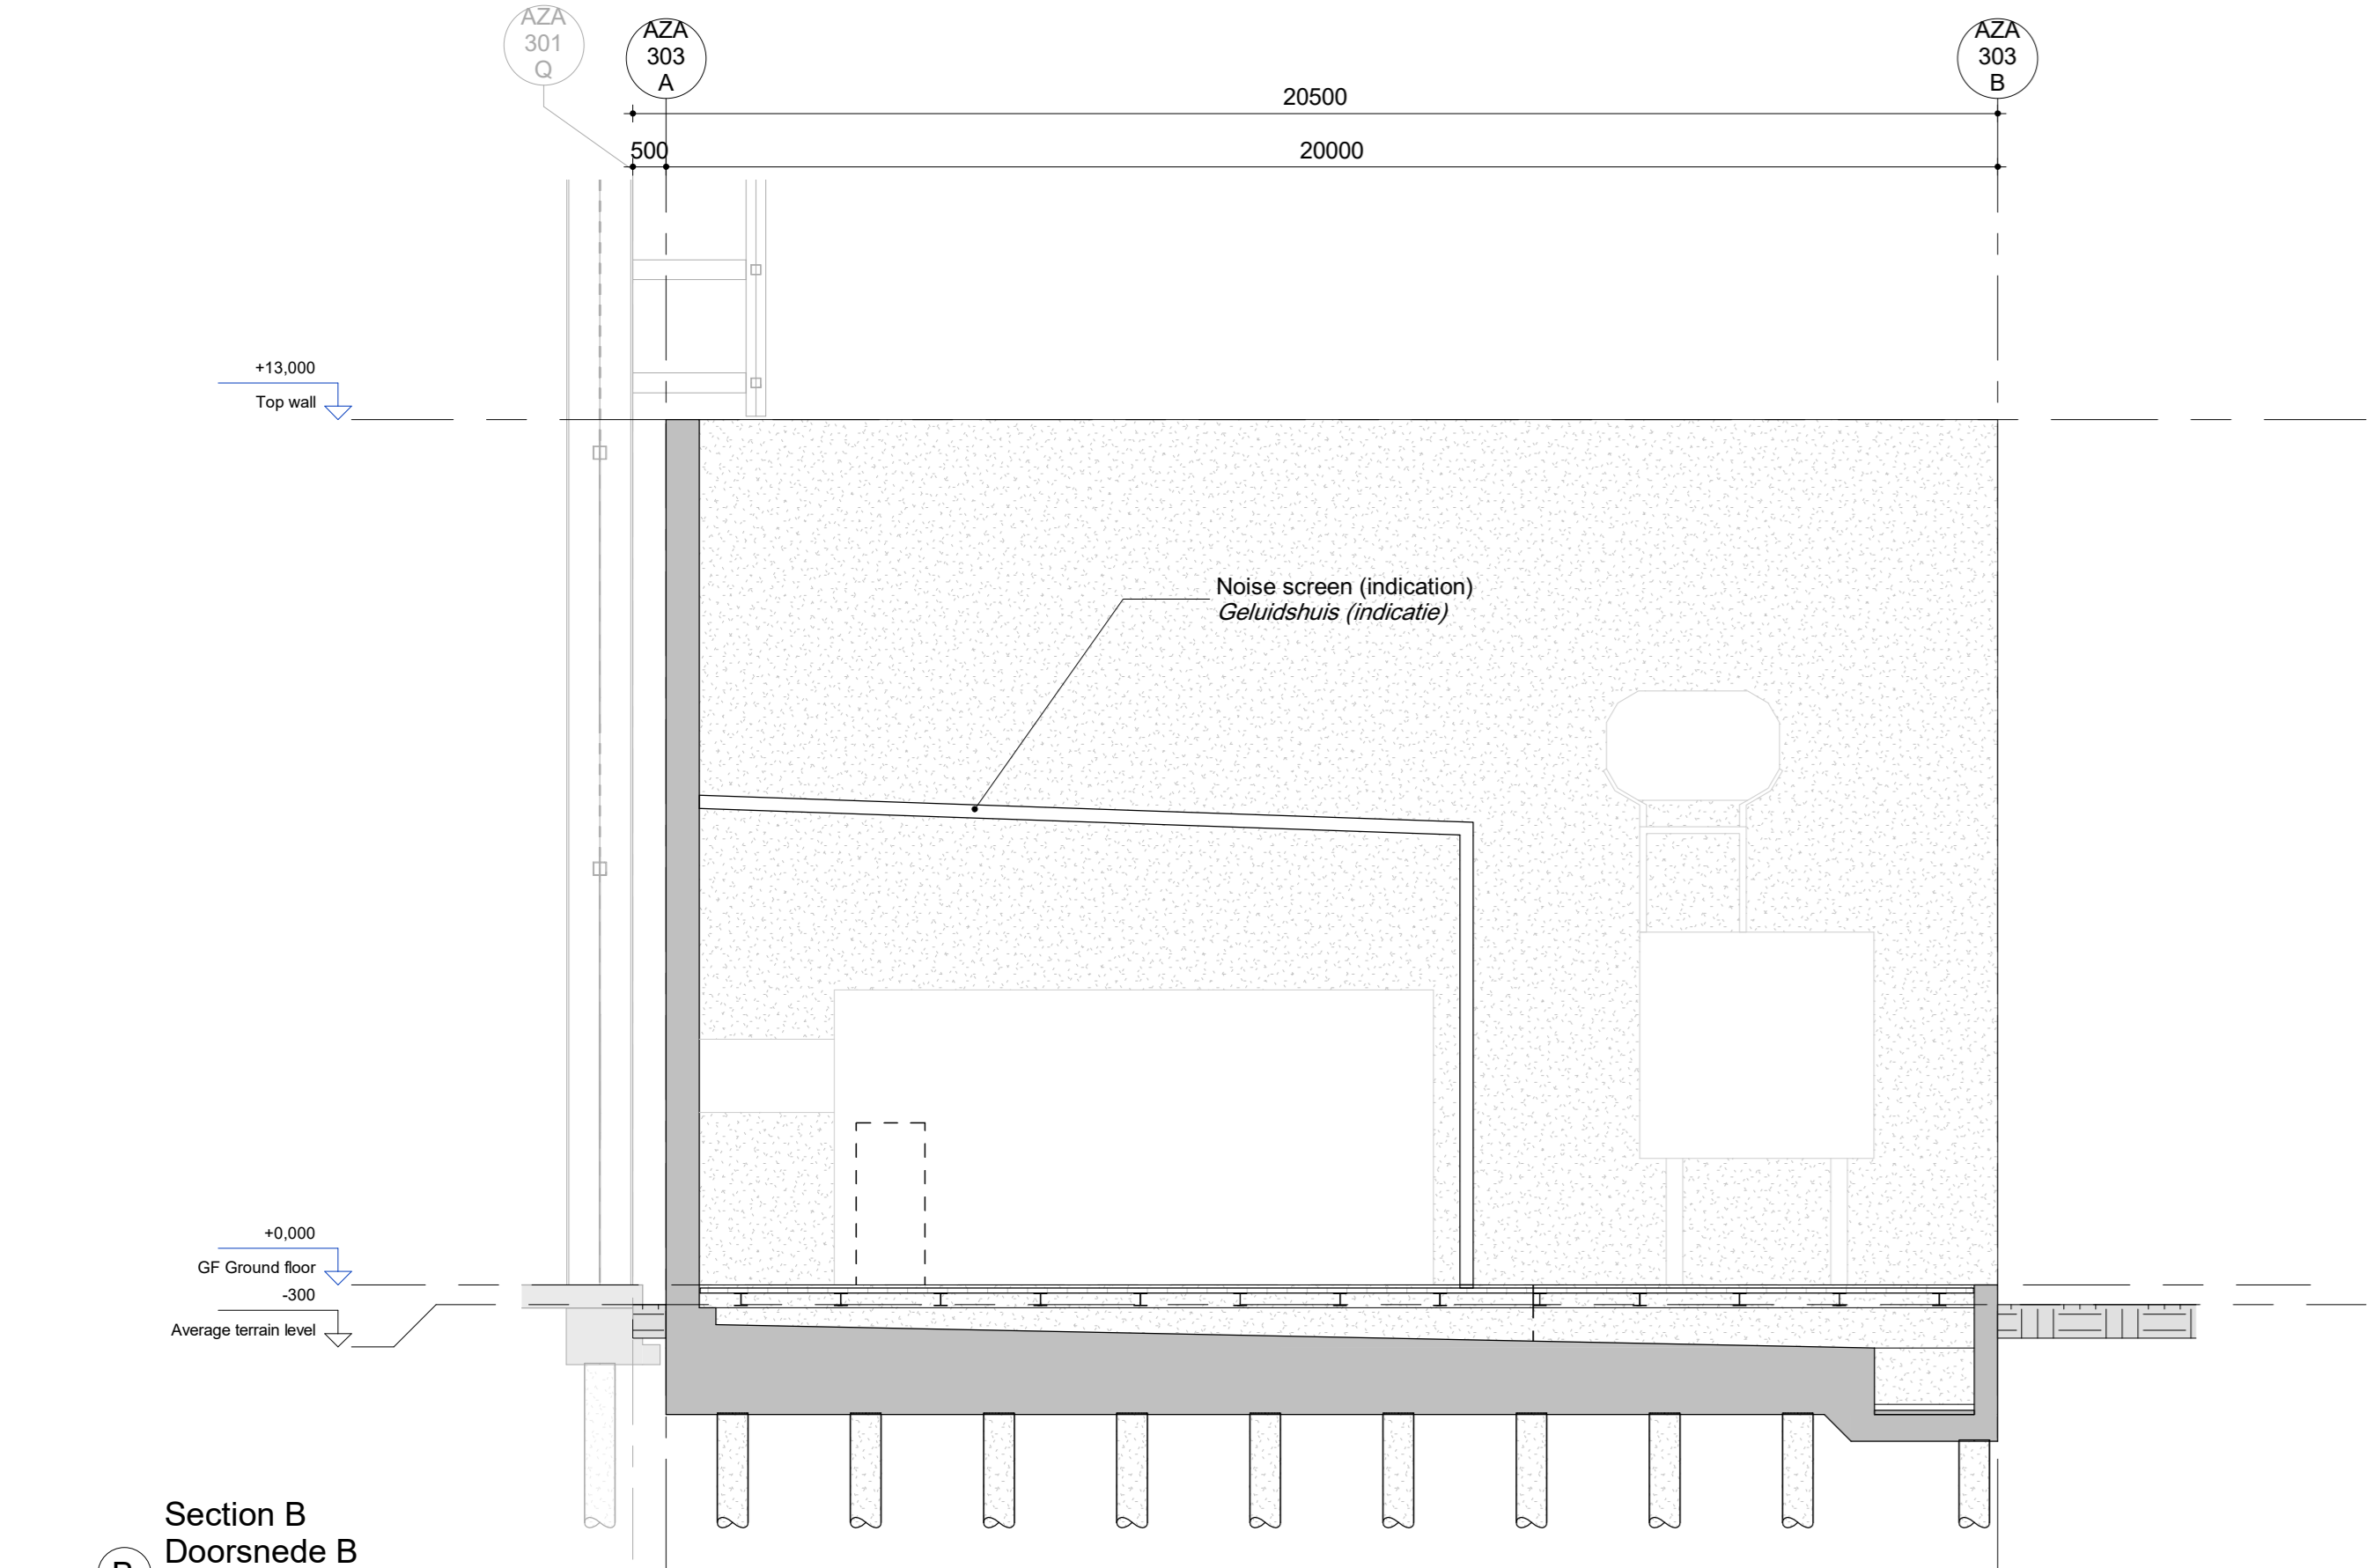 AZA
301
Q
AZA
303
A
AZA
303
B
20500
500
20000
+13,000
Top wall
Noise screen (indication)
Geluidshuis (indicatie)
+0,000
GF Ground floor
-300
Average terrain level
Section B
Doorsnede B
B